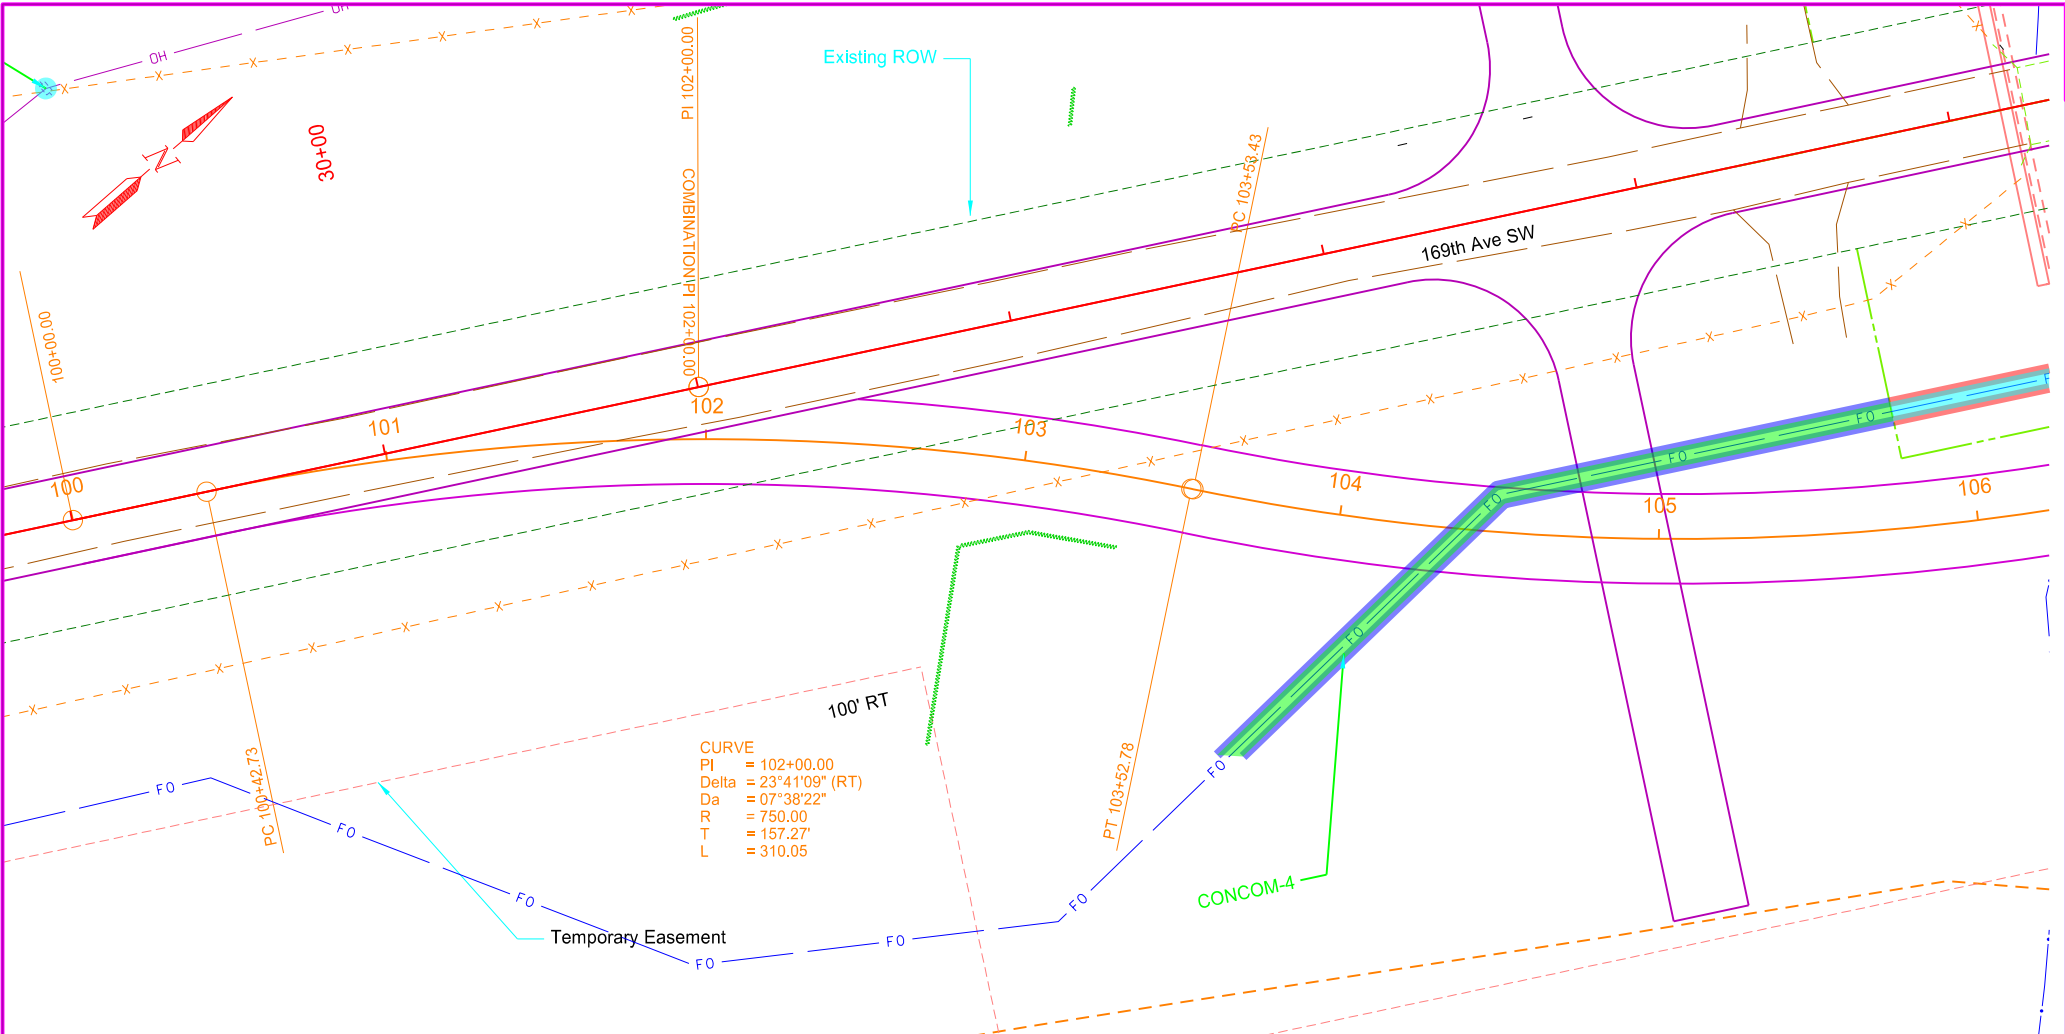 OH
OH
Existing ROW
N
30+00
PI 102+00.00
COMBINATION PI 102+00.00
PC 103+53.43
169th Ave SW
100+00.00
100
101
102
103
104
105
106
FO
FO
FO
FO
FO
100' RT
CURVE
PI = 102+00.00
Delta = 23°41'09" (RT)
Da = 07°38'22"
R = 750.00
T = 157.27'
L = 310.05
PC 100+42.73
PT 103+52.78
FO
FO
FO
FO
FO
FO
FO
CONCOM-4
Temporary Easement